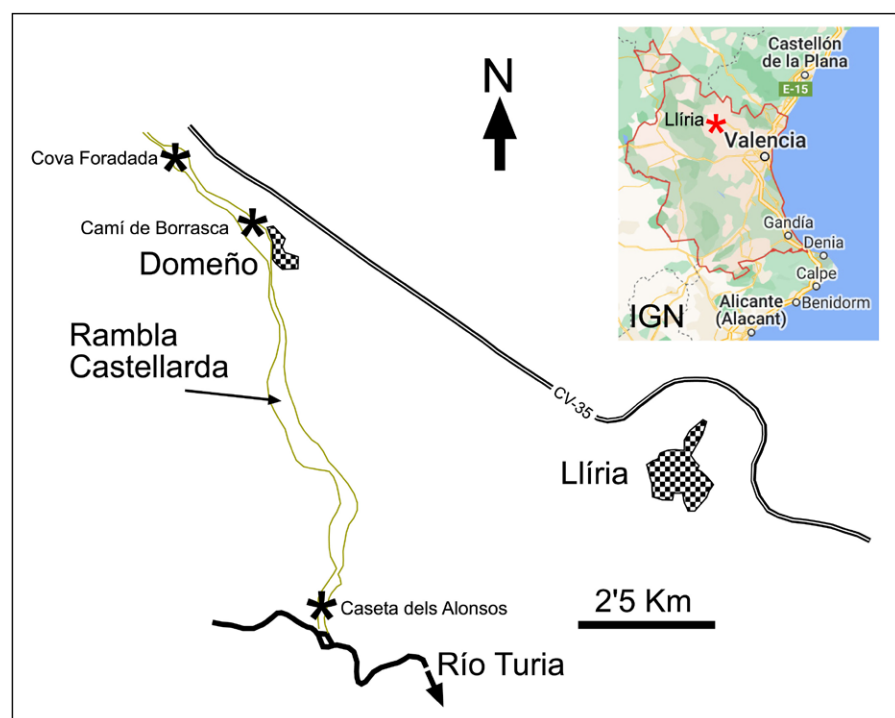 N
Cova Foradada
Camí de Borrasca
Domeño
Rambla
Castellarda
CV-35
Llíria
Caseta dels Alonsos
2'5 Km
Río Turia
Castellón
de la Plana
E-15
Llíria
Valencia
Gandía
Denia
Calpe
Alicante
(Alacant)
Benidorm
IGN